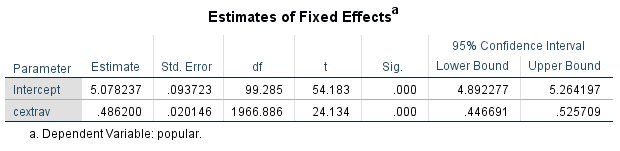 Estimates of Fixed Effectsa
95% Confidence Interval
Parameter Estimate Std. Error df t Sig. Lower Bound Upper Bound
Intercept 5.078237 .093723 99.285 54.183 .000 4.892277 5.264197
cextrav .486200 .020146 1966.886 24.134 .000 .446691 .525709
a. Dependent Variable: popular.